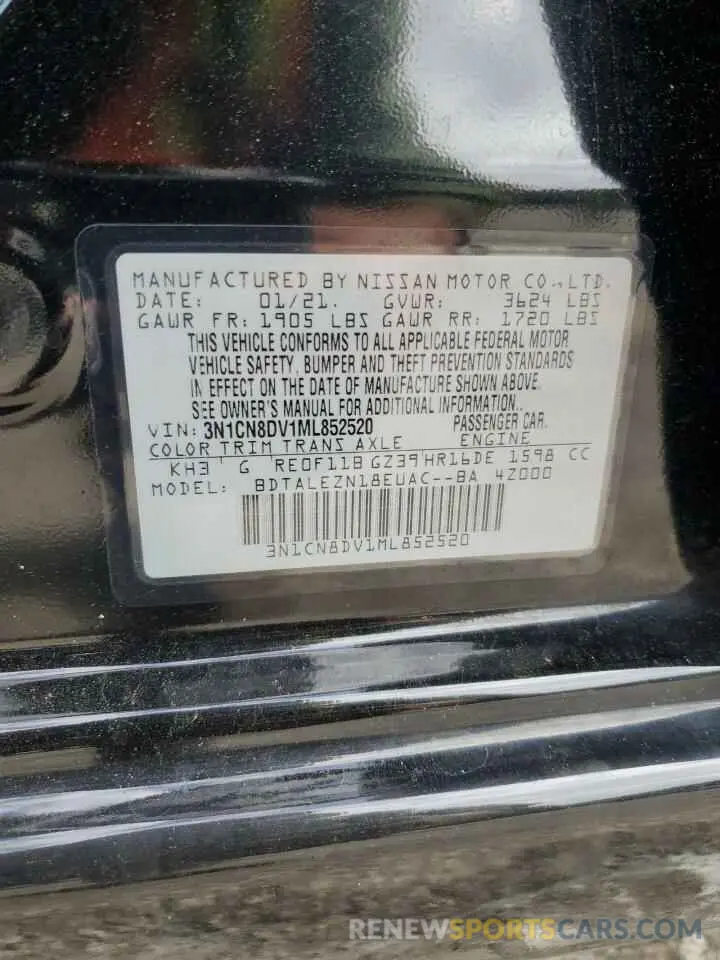 MANUFACTURED BY NISSAN MOTOR CO.,LTD.
DATE: 01/21. GVWR: 3624 LBS
GAWR FR: 1905 LBS GAWR RR: 1720 LBS
THIS VEHICLE CONFORMS TO ALL APPLICABLE FEDERAL MOTOR
VEHICLE SAFETY, BUMPER AND THEFT PREVENTION STANDARDS
IN EFFECT ON THE DATE OF MANUFACTURE SHOWN ABOVE.
SEE OWNER'S MANUAL FOR ADDITIONAL INFORMATION..
VIN: 3N1CN8DV1ML852520 PASSENGER CAR.
COLOR TRIM TRANS AXLE ENGINE
KH3 G RE0F11B GZ39 HR16DE 1598 CC
MODEL: BDTALEZN18EUAC--BA 42000
3N1CN8DV1ML852520
RENEWSPORTSCARS.COM